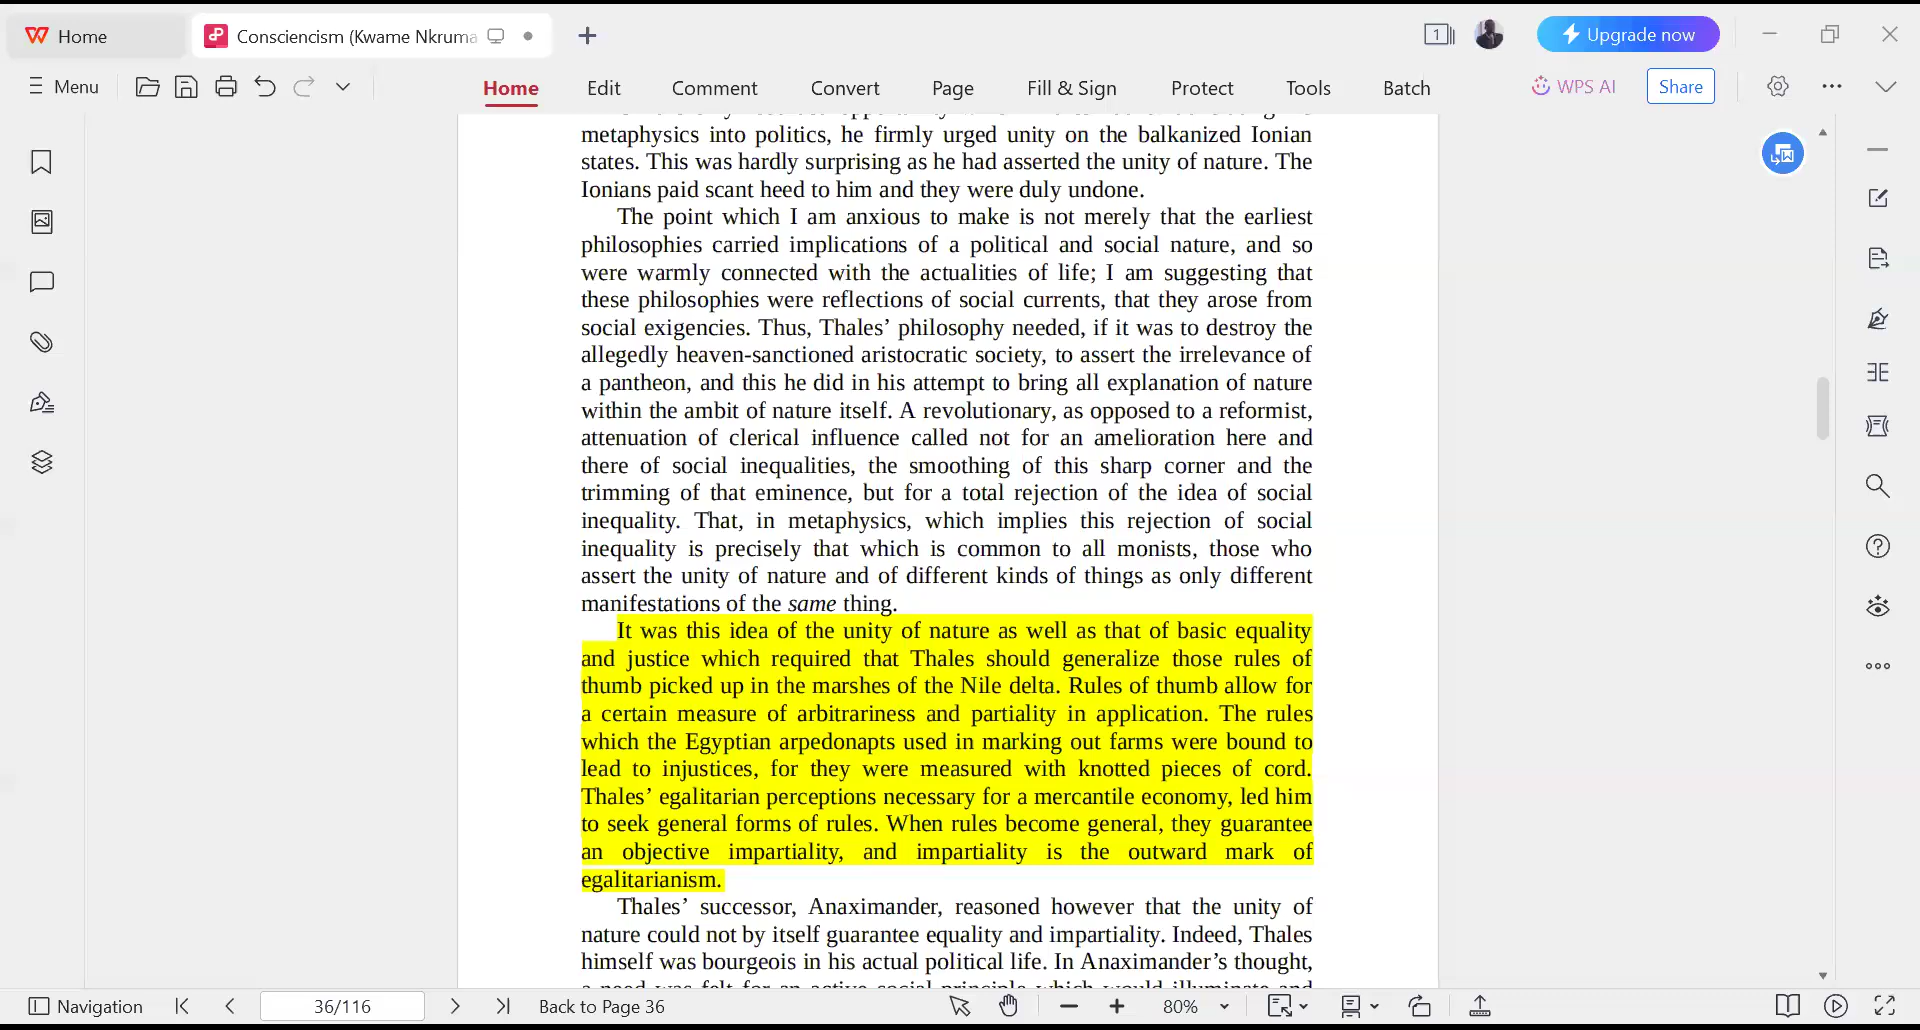 Home
Consciencism (Kwame Nkruma
1
Upgrade now
Menu
Home Edit Comment Convert Page Fill & Sign Protect Tools Batch
WPS AI
Share
metaphysics into politics, he firmly urged unity on the balkanized Ionian
states. This was hardly surprising as he had asserted the unity of nature. The
Ionians paid scant heed to him and they were duly undone.
The point which I am anxious to make is not merely that the earliest
philosophies carried implications of a political and social nature, and so
were warmly connected with the actualities of life; I am suggesting that
these philosophies were reflections of social currents, that they arose from
social exigencies. Thus, Thales’ philosophy needed, if it was to destroy the
allegedly heaven-sanctioned aristocratic society, to assert the irrelevance of
a pantheon, and this he did in his attempt to bring all explanation of nature
within the ambit of nature itself. A revolutionary, as opposed to a reformist,
attenuation of clerical influence called not for an amelioration here and
there of social inequalities, the smoothing of this sharp corner and the
trimming of that eminence, but for a total rejection of the idea of social
inequality. That, in metaphysics, which implies this rejection of social
inequality is precisely that which is common to all monists, those who
assert the unity of nature and of different kinds of things as only different
manifestations of the same thing.
It was this idea of the unity of nature as well as that of basic equality
and justice which required that Thales should generalize those rules of
thumb picked up in the marshes of the Nile delta. Rules of thumb allow for
a certain measure of arbitrariness and partiality in application. The rules
which the Egyptian arpedonapts used in marking out farms were bound to
lead to injustices, for they were measured with knotted pieces of cord.
Thales’ egalitarian perceptions necessary for a mercantile economy, led him
to seek general forms of rules. When rules become general, they guarantee
an objective impartiality, and impartiality is the outward mark of
egalitarianism.
Thales’ successor, Anaximander, reasoned however that the unity of
nature could not by itself guarantee equality and impartiality. Indeed, Thales
himself was bourgeois in his actual political life. In Anaximander’s thought,
Navigation
36/116
Back to Page 36
80%